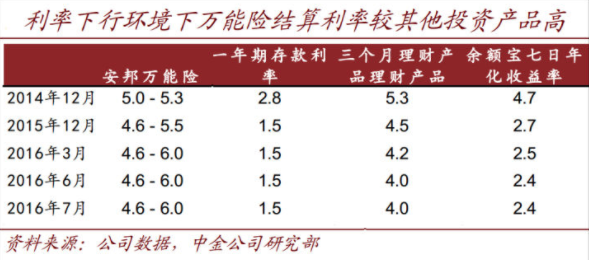 利率下行环境下万能险结算利率较其他投资产品高
安邦万能险 一年期存款利率 三个月理财产品理财产品 余额宝七日年化收益率
2014年12月 5.0 - 5.3 2.8 5.3 4.7
2015年12月 4.6 - 5.5 1.5 4.5 2.7
2016年3月 4.6 - 6.0 1.5 4.2 2.5
2016年6月 4.6 - 6.0 1.5 4.0 2.4
2016年7月 4.6 - 6.0 1.5 4.0 2.4
资料来源：公司数据，中金公司研究部